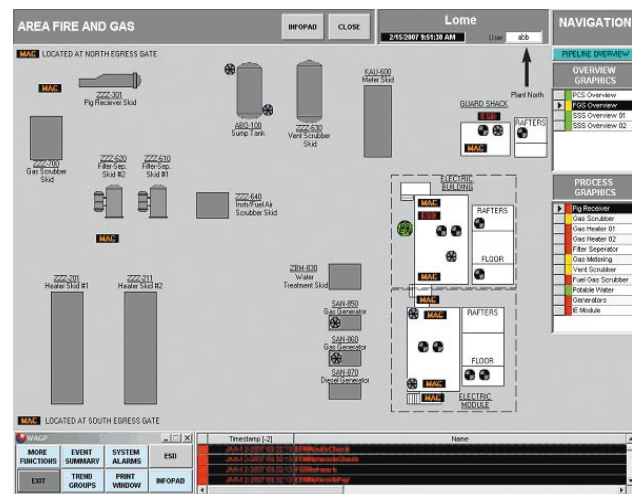 AREA FIRE AND GAS
INFOPAD
CLOSE
Lome
2/15/2007 9:51:38 AM
User:
abb
NAVIGATION
MAC LOCATED AT NORTH EGRESS GATE
PIPELINE OVERVIEW
OVERVIEW
GRAPHICS
PCS Overview
FGS Overview
SSS Overview 01
SSS Overview 02
Plant North
MAC
ZZZ-301
Pig Reciever Skid
ABD-100
Sump Tank
ZZZ-630
Vent Scrubber
Skid
KAU-600
Meter Skid
GUARD SHACK
ESD
MAC
RAFTERS
ZZZ-700
Gas Scrubber
Skid
ZZZ-520
Filter-Sep.
Skid #2
ZZZ-510
Filter-Sep.
Skid #1
MAC
ZZZ-640
Instr/Fuel Air
Scrubber Skid
ELECTRIC
BUILDING
MAC
ESD
RAFTERS
FLOOR
MAC
PROCESS
GRAPHICS
Pig Receiver
Gas Scrubber
Gas Heater 01
Gas Heater 02
Filter Seperator
Gas Metering
Vent Scrubber
Fuel Gas Scrubber
Potable Water
Generators
IE Module
ZZZ-201
Heater Skid #1
ZZZ-211
Heater Skid #2
ZBM-830
Water
Treatment Skid
SAN-850
Gas Generator
SAN-860
Gas Generator
SAN-870
Diesel Generator
MAC
RAFTERS
FLOOR
MAC
MAC
ELECTRIC
MODULE
MAC LOCATED AT SOUTH EGRESS GATE
WAGP
MORE
FUNCTIONS
EVENT
SUMMARY
SYSTEM
ALARMS
ESD
EXIT
TREND
GROUPS
PRINT
WINDOW
INFOPAD
Timestamp [-2]
Name